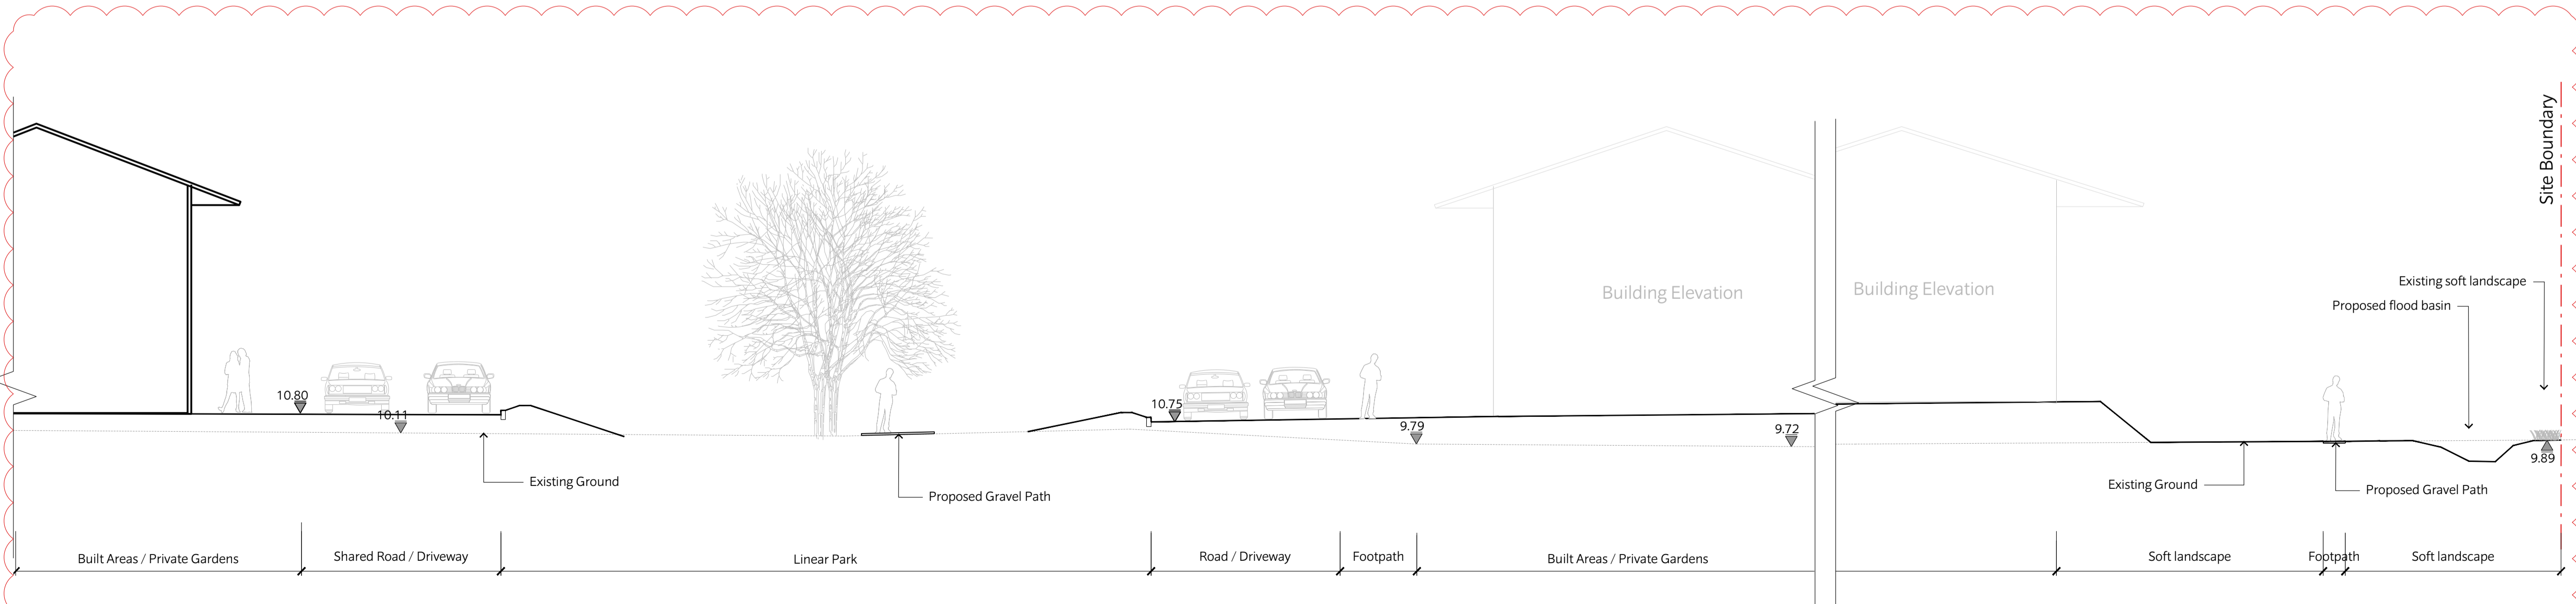 Site Boundary
Existing soft landscape
Building Elevation
Building Elevation
Proposed flood basin
10.80
10.11
10.75
9.79
9.72
9.89
Existing Ground
Proposed Gravel Path
Existing Ground
Proposed Gravel Path
Built Areas / Private Gardens
Shared Road / Driveway
Linear Park
Road / Driveway
Footpath
Built Areas / Private Gardens
Soft landscape
Footpath
Soft landscape